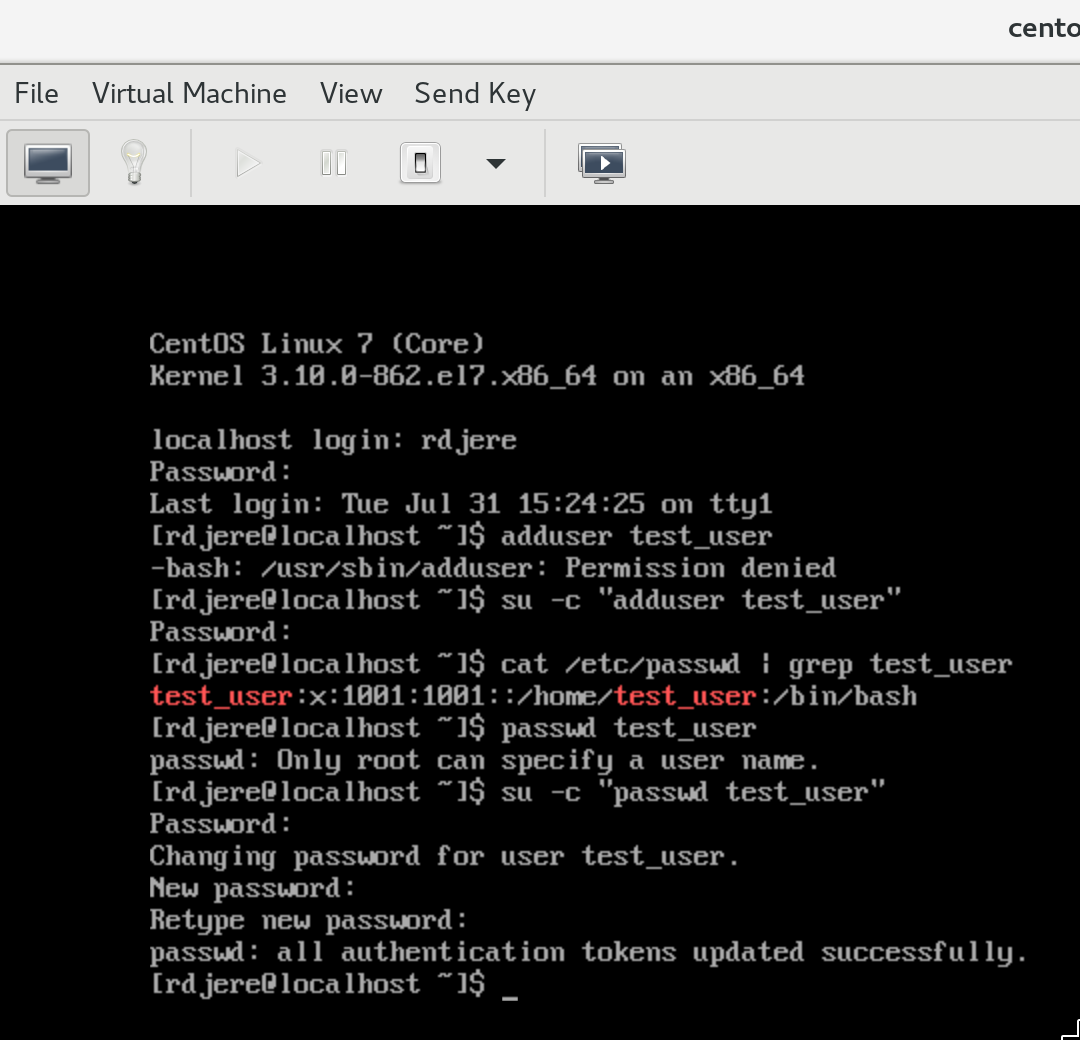 cento
File Virtual Machine View Send Key
CentOS Linux 7 (Core)
Kernel 3.10.0-862.el7.x86_64 on an x86_64
localhost login: rdjere
Password:
Last login: Tue Jul 31 15:24:25 on tty1
[rdjere@localhost ~]$ adduser test_user
-bash: /usr/sbin/adduser: Permission denied
[rdjere@localhost ~]$ su -c "adduser test_user"
Password:
[rdjere@localhost ~]$ cat /etc/passwd | grep test_user
test_user:x:1001:1001::/home/test_user:/bin/bash
[rdjere@localhost ~]$ passwd test_user
passwd: Only root can specify a user name.
[rdjere@localhost ~]$ su -c "passwd test_user"
Password:
Changing password for user test_user.
New password:
Retype new password:
passwd: all authentication tokens updated successfully.
[rdjere@localhost ~]$ _